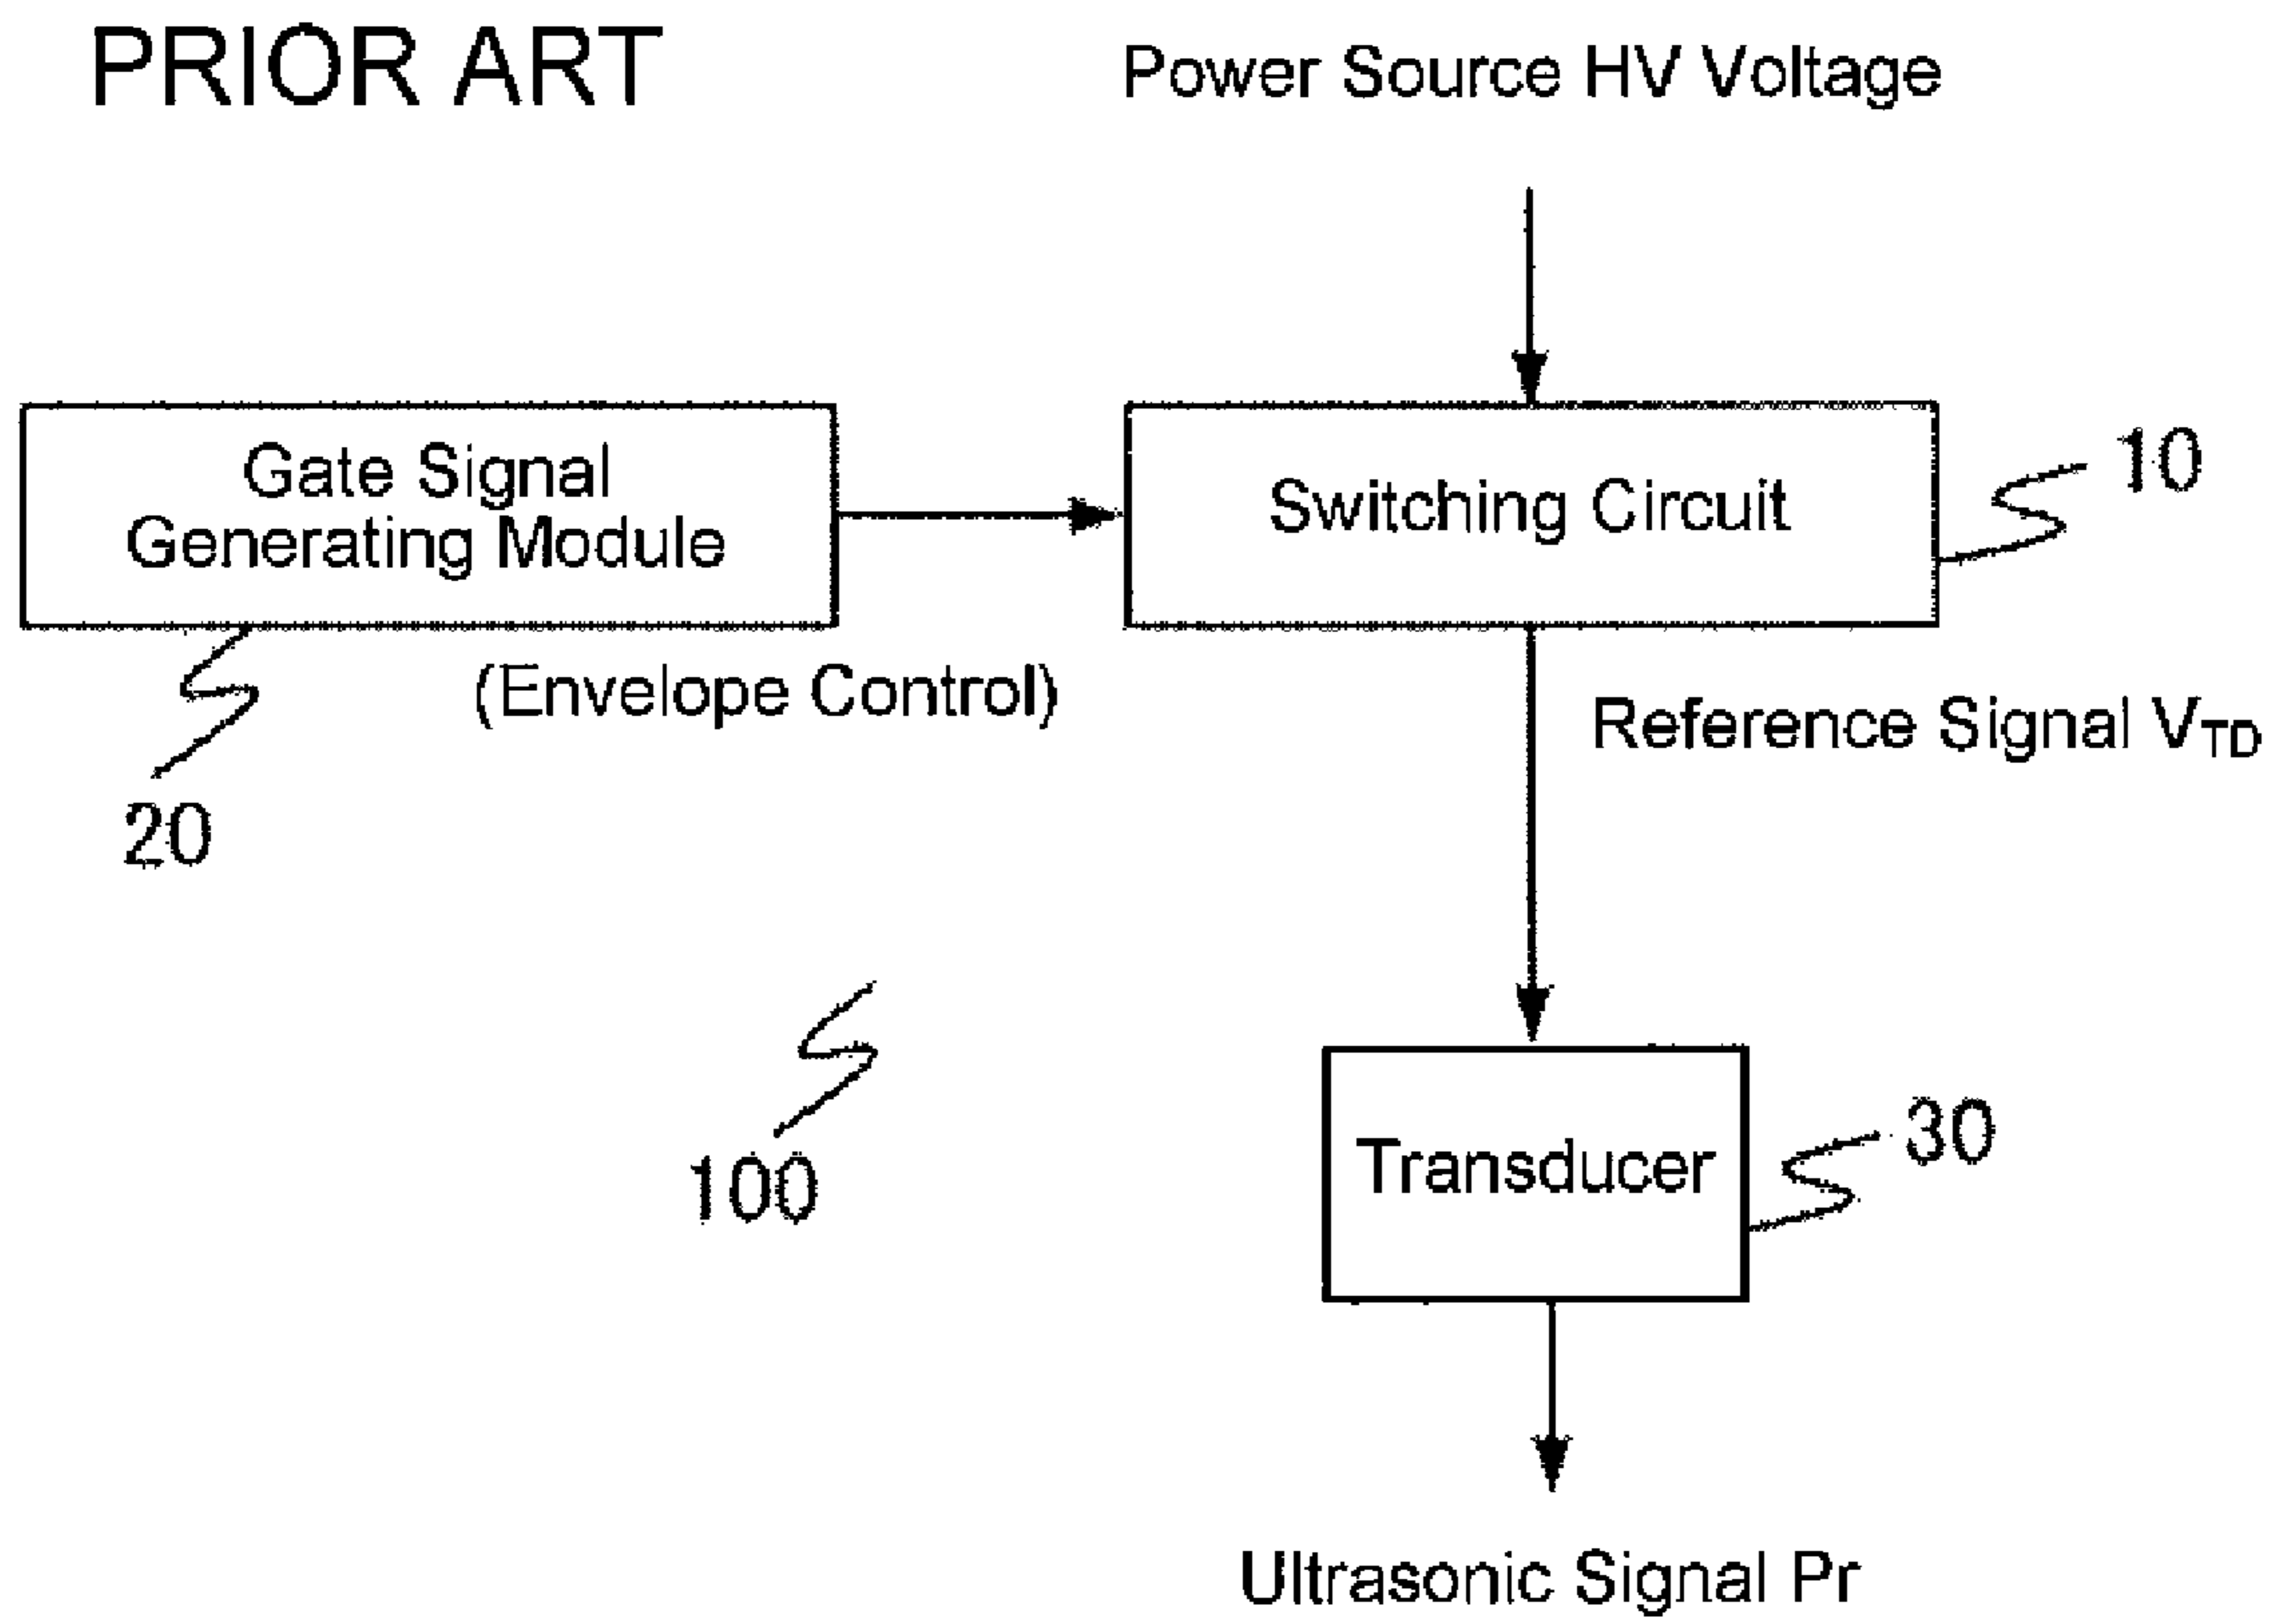 PRIOR ART
Power Source HV Voltage
Gate Signal
Generating Module
Switching Circuit
10
(Envelope Control)
Reference Signal VTD
20
100
Transducer
30
Ultrasonic Signal Pr